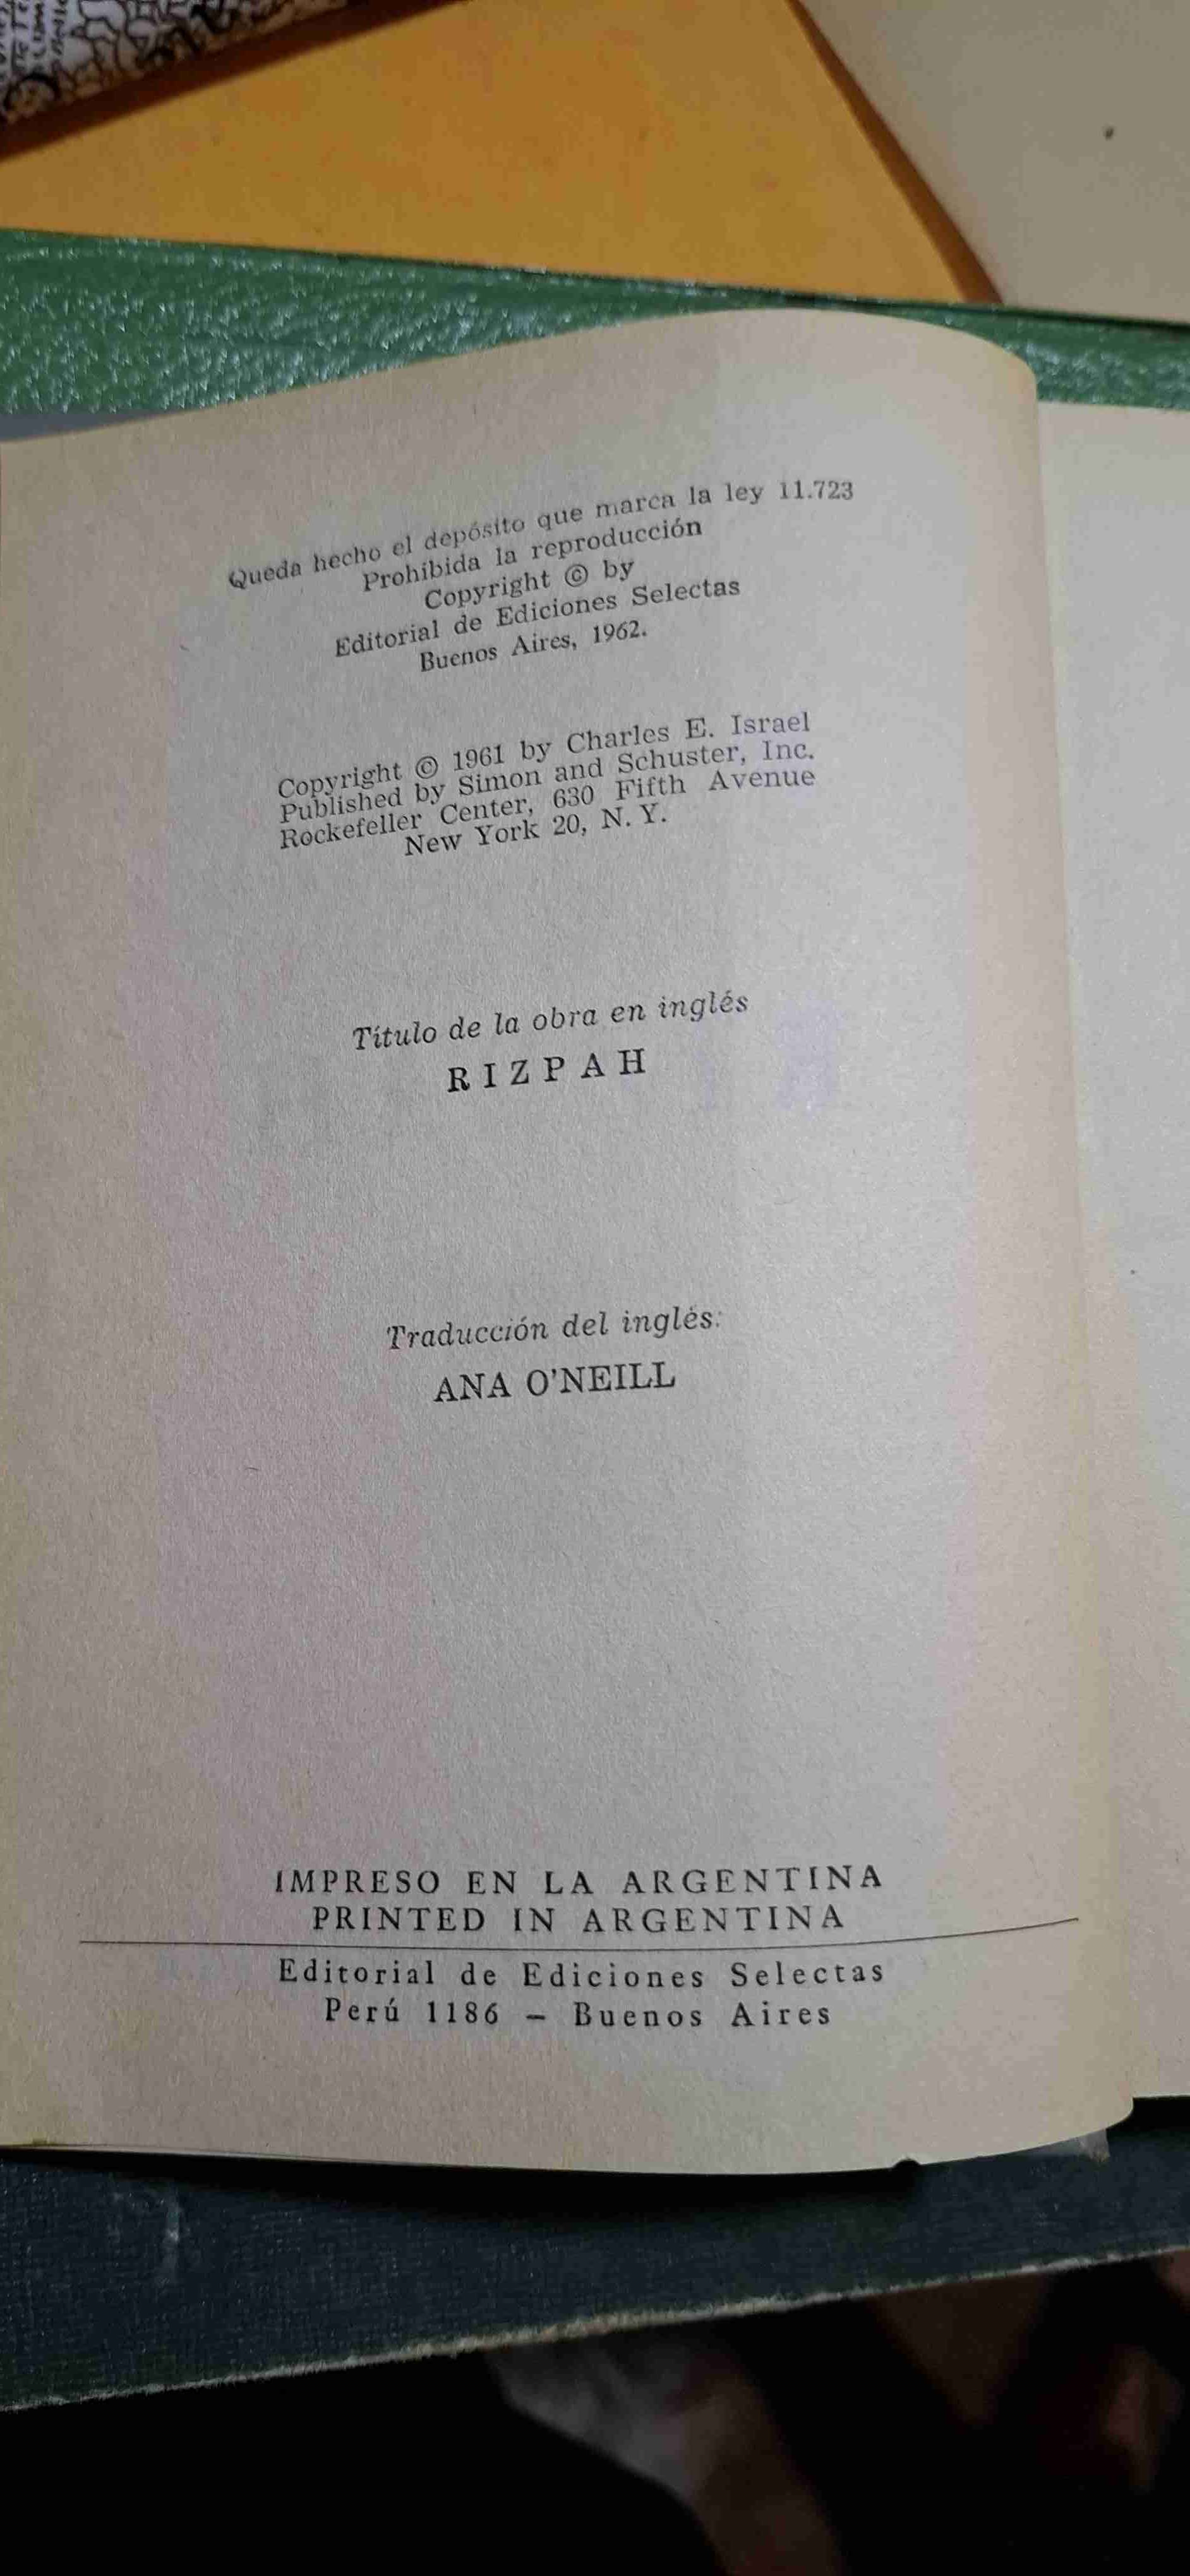 Queda hecho el depósito que marca la ley 11.723
Prohibida la reproducción
Copyright © by
Editorial de Ediciones Selectas
Buenos Aires, 1962.
Copyright © 1961 by Charles E. Israel
Published by Simon and Schuster, Inc.
Rockefeller Center, 630 Fifth Avenue
New York 20, N. Y.
Título de la obra en inglés
RIZPAH
Traducción del inglés:
ANA O'NEILL
IMPRESO EN LA ARGENTINA
PRINTED IN ARGENTINA
Editorial de Ediciones Selectas
Perú 1186 — Buenos Aires